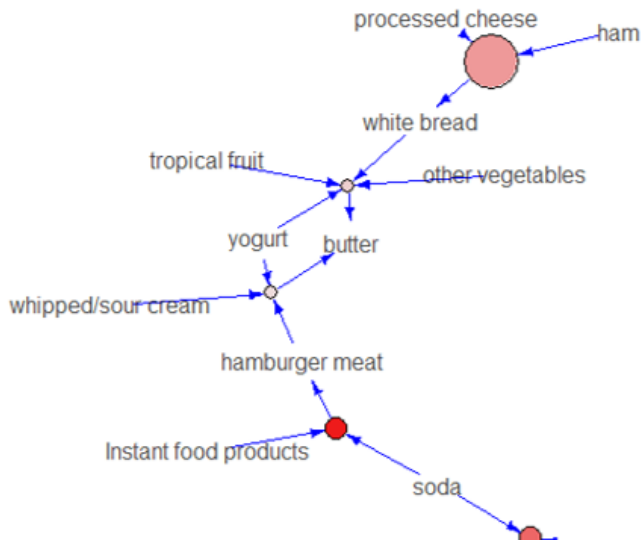 processed cheese
ham
white bread
tropical fruit
other vegetables
yogurt
butter
whipped/sour cream
hamburger meat
Instant food products
soda